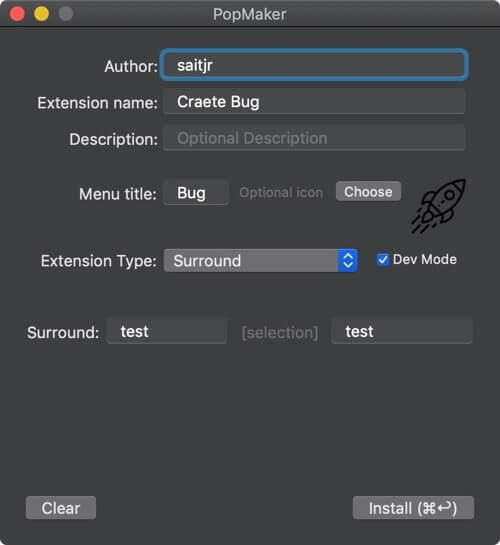 PopMaker
Author: saitjr
Extension name: Craete Bug
Description: Optional Description
Menu title: Bug Optional icon Choose
Extension Type: Surround Dev Mode
Surround: test [selection] test
Clear Install (⌘↩)